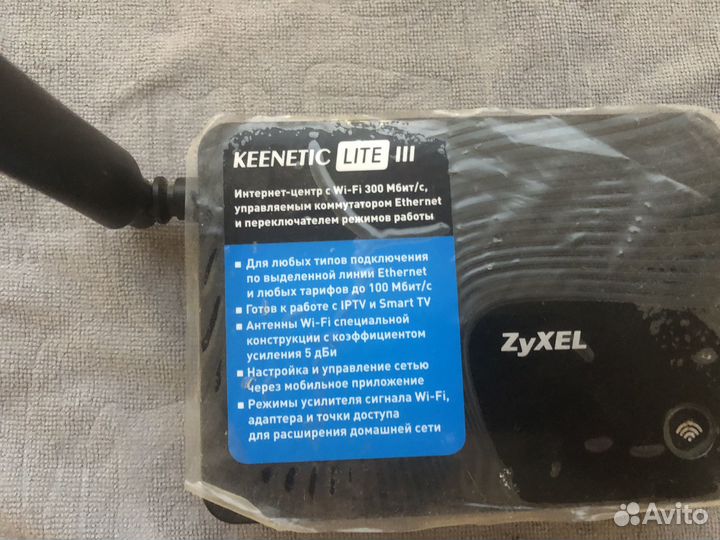 KEENETIC LITE III
Интернет-центр с Wi-Fi 300 Мбит/с,
управляемым коммутатором Ethernet
и переключателем режимов работы
■ Для любых типов подключения
по выделенной линии Ethernet
и любых тарифов до 100 Мбит/с
■ Готов к работе с IPTV и Smart TV
■ Антенны Wi-Fi специальной
конструкции с коэффициентом
усиления 5 дБи
■ Настройка и управление сетью
через мобильное приложение
■ Режимы усилителя сигнала Wi-Fi,
адаптера и точки доступа
для расширения домашней сети
ZyXEL
Avito